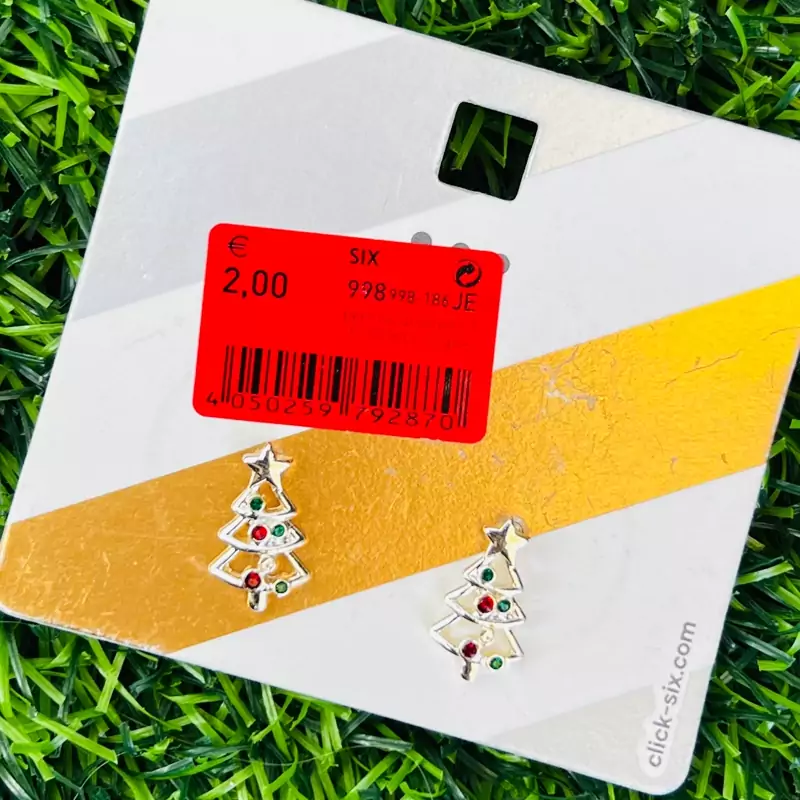 € SIX
2,00 998 998 186 JE
4 050259 792870
click-six.com